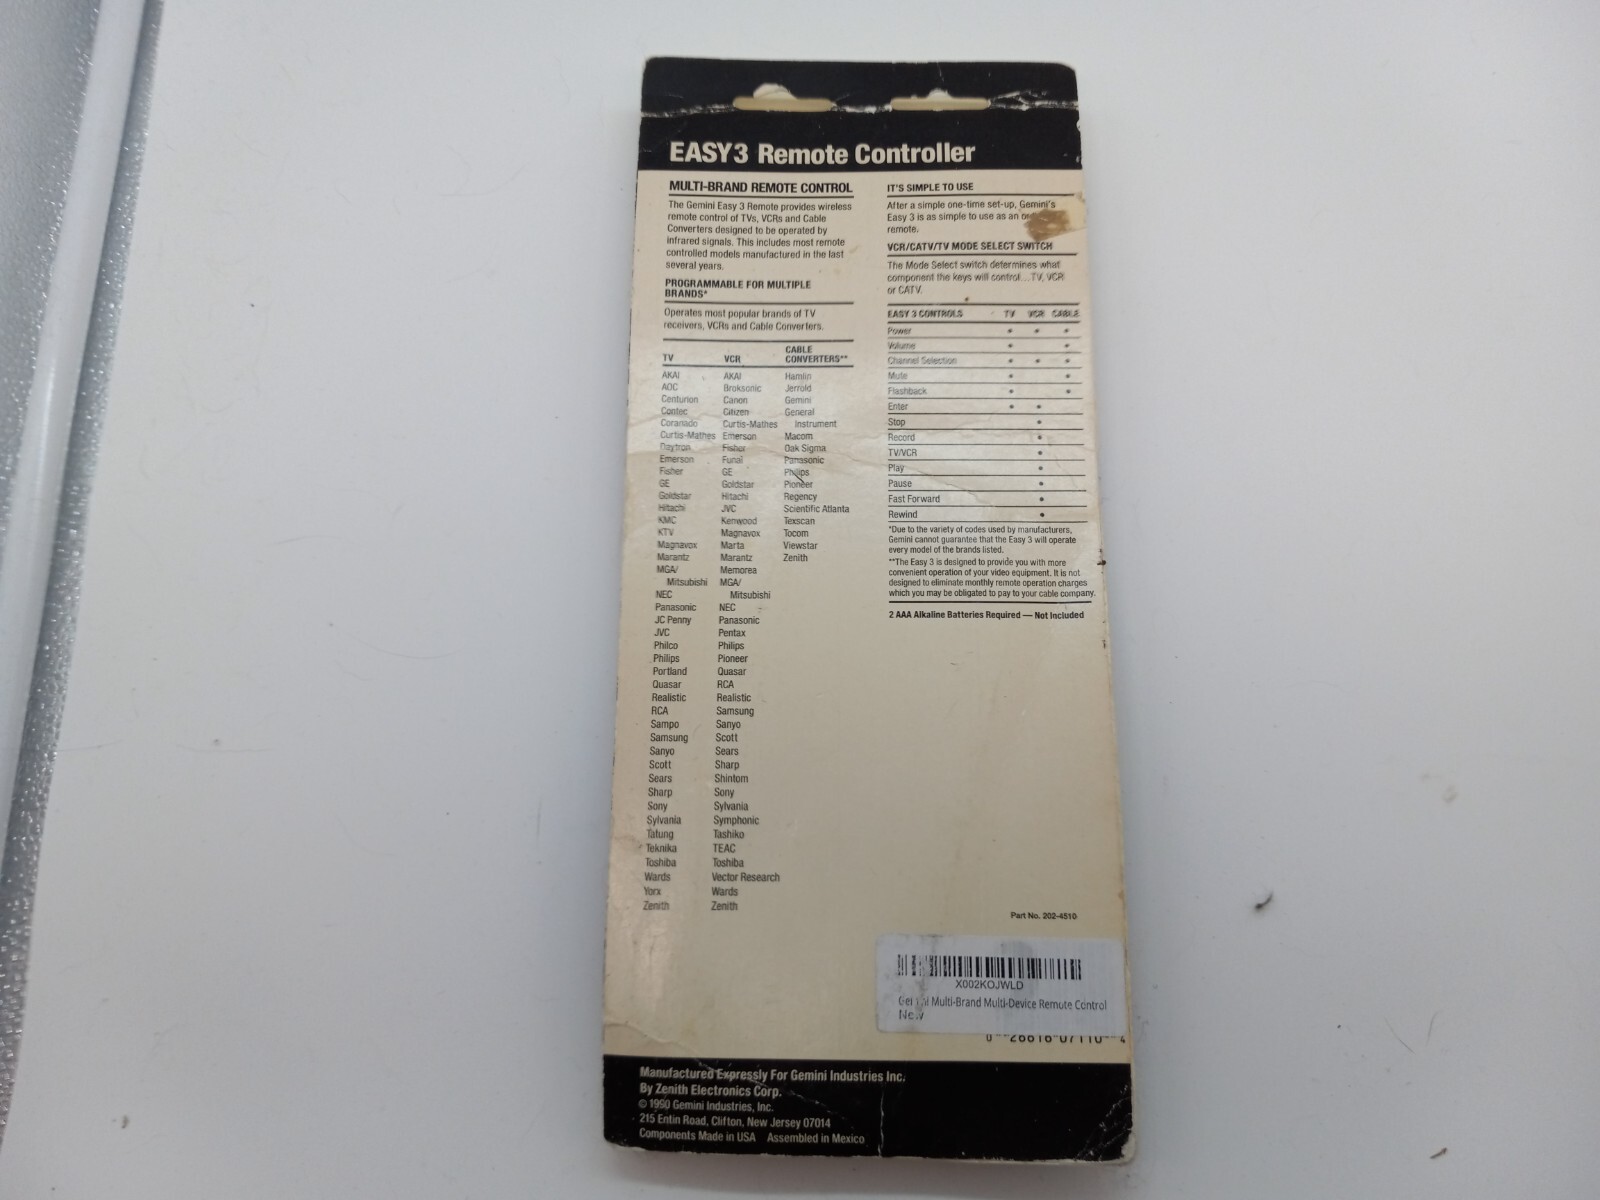 EASY3 Remote Controller
MULTI-BRAND REMOTE CONTROL
The Gemini Easy 3 Remote provides wireless
remote control of TVs, VCRs and Cable
Converters designed to be operated by
infrared signals. This includes most remote
controlled models manufactured in the last
several years.
PROGRAMMABLE FOR MULTIPLE
BRANDS*
Operates most popular brands of TV
receivers, VCRs and Cable Converters.
TV
AKAI
AOC
Centurion
Contec
Coranado
Curtis-Mathes
Daytron
Emerson
Fisher
GE
Goldstar
Hitachi
KMC
KTV
Magnavox
Marantz
MGA/
Mitsubishi
NEC
Panasonic
JC Penny
JVC
Philco
Philips
Portland
Quasar
Realistic
RCA
Sampo
Samsung
Sanyo
Scott
Sears
Sharp
Sony
Sylvania
Tatung
Teknika
Toshiba
Wards
Yorx
Zenith
VCR
AKAI
Broksonic
Canon
Citizen
Curtis-Mathes
Emerson
Fisher
Funai
GE
Goldstar
Hitachi
JVC
Kenwood
Magnavox
Marta
Marantz
Memorea
MGA/
Mitsubishi
NEC
Panasonic
Pentax
Philips
Pioneer
Quasar
RCA
Realistic
Samsung
Sanyo
Scott
Sears
Sharp
Shintom
Sony
Sylvania
Symphonic
Tashiko
TEAC
Toshiba
Vector Research
Wards
Zenith
CABLE
CONVERTERS**
Hamlin
Jerrold
Gemini
General
Instrument
Macom
Oak Sigma
Panasonic
Philips
Pioneer
Regency
Scientific Atlanta
Texscan
Tocom
Viewstar
Zenith
IT'S SIMPLE TO USE
After a simple one-time set-up, Gemini's
Easy 3 is as simple to use as an
remote.
VCR/CATV/TV MODE SELECT SWITCH
The Mode Select switch determines what
component the keys will control...TV, VCR
or CATV.
EASY 3 CONTROLS TV VCR CABLE
Power • • •
Volume • •
Channel Selection • • •
Mute • •
Flashback • •
Enter • •
Stop •
Record •
TV/VCR •
Play •
Pause •
Fast Forward •
Rewind •
*Due to the variety of codes used by manufacturers,
Gemini cannot guarantee that the Easy 3 will operate
every model of the brands listed.
**The Easy 3 is designed to provide you with more
convenient operation of your video equipment. It is not
designed to eliminate monthly remote operation charges
which you may be obligated to pay to your cable company.
2 AAA Alkaline Batteries Required — Not Included
Part No. 202-4510
X002KOJWLD
Multi-Brand Multi-Device Remote Control
New
0 26616 07110 4
Manufactured Expressly For Gemini Industries Inc.
By Zenith Electronics Corp.
© 1990 Gemini Industries, Inc.
215 Entin Road, Clifton, New Jersey 07014
Components Made in USA Assembled in Mexico